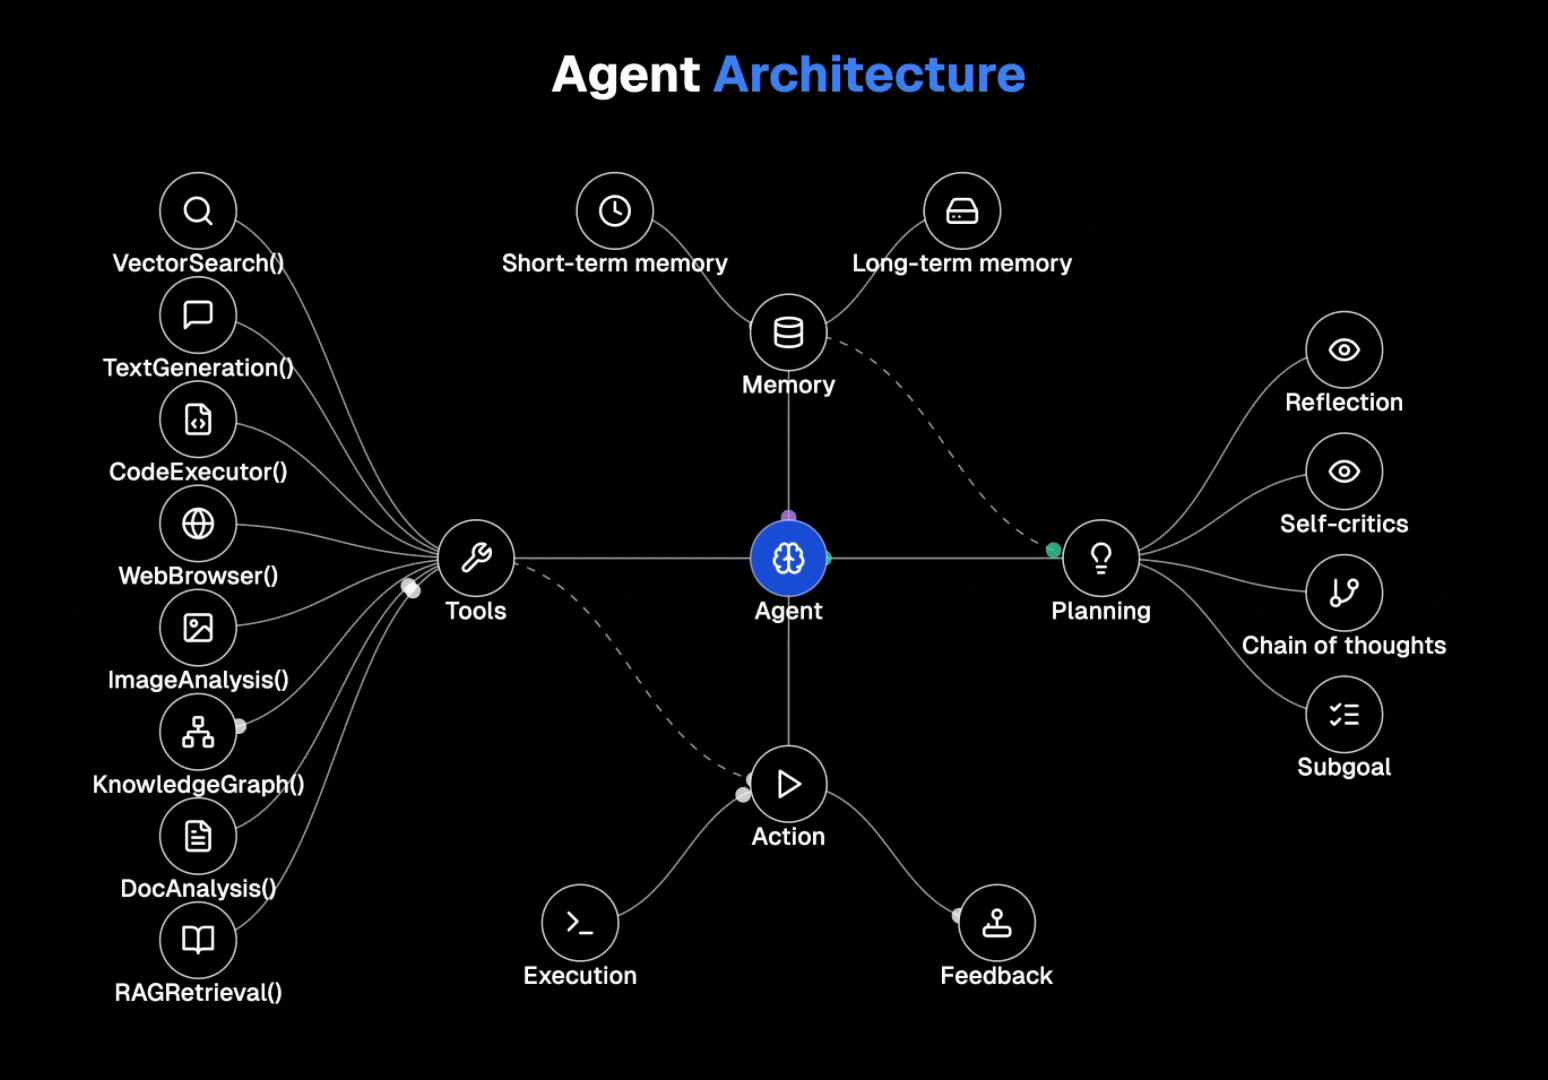 Agent Architecture
VectorSearch()
TextGeneration()
CodeExecutor()
WebBrowser()
ImageAnalysis()
KnowledgeGraph()
DocAnalysis()
RAGRetrieval()
Tools
Short-term memory
Long-term memory
Memory
Agent
Action
Execution
Feedback
Planning
Reflection
Self-critics
Chain of thoughts
Subgoal